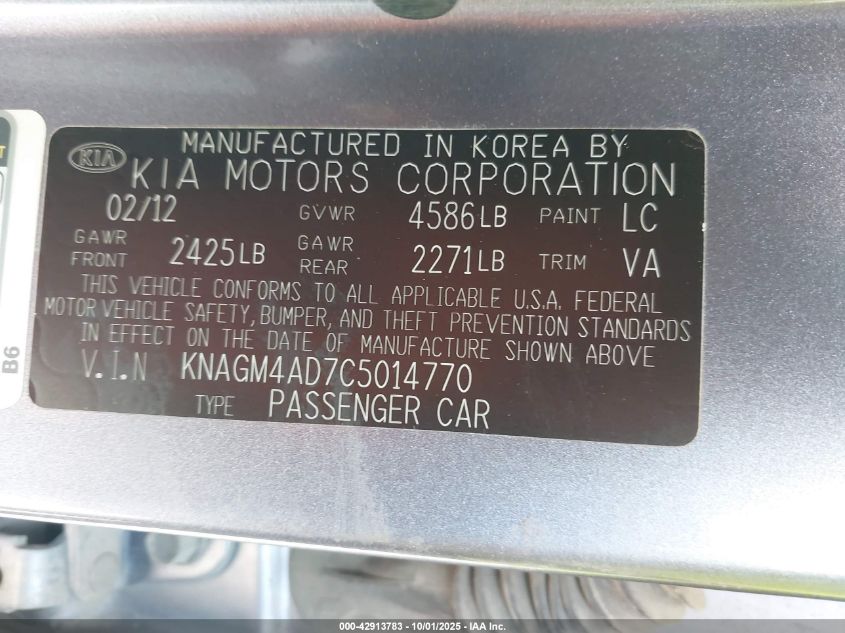 MANUFACTURED IN KOREA BY
KIA KIA MOTORS CORPORATION
02/12 GVWR 4586LB PAINT LC
GAWR FRONT 2425LB GAWR REAR 2271LB TRIM VA
THIS VEHICLE CONFORMS TO ALL APPLICABLE U.S.A. FEDERAL
MOTOR VEHICLE SAFETY, BUMPER, AND THEFT PREVENTION STANDARDS
IN EFFECT ON THE DATE OF MANUFACTURE SHOWN ABOVE
V.I.N KNAGM4AD7C5014770
TYPE PASSENGER CAR
B6
000-42913783 - 10/01/2025 - IAA Inc.